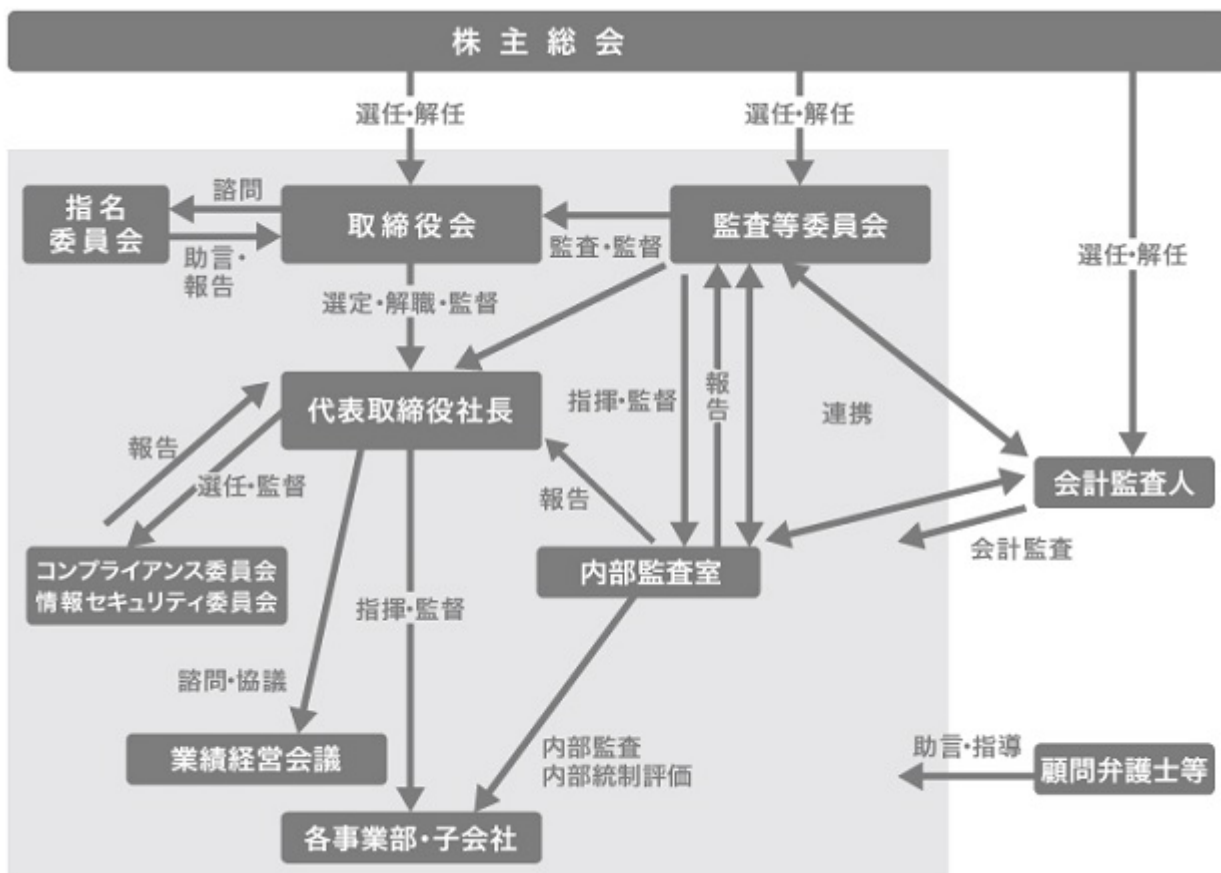 株主総会
選任・解任
選任・解任
選任・解任
指名
委員会
諮問
助言・
報告
取締役会
監査・監督
監査等委員会
選定・解職・監督
代表取締役社長
指揮・監督
報告
連携
会計監査人
会計監査
報告
選任・監督
報告
コンプライアンス委員会
情報セキュリティ委員会
内部監査室
指揮・監督
諮問・協議
業績経営会議
内部監査
内部統制評価
各事業部・子会社
助言・指導
顧問弁護士等